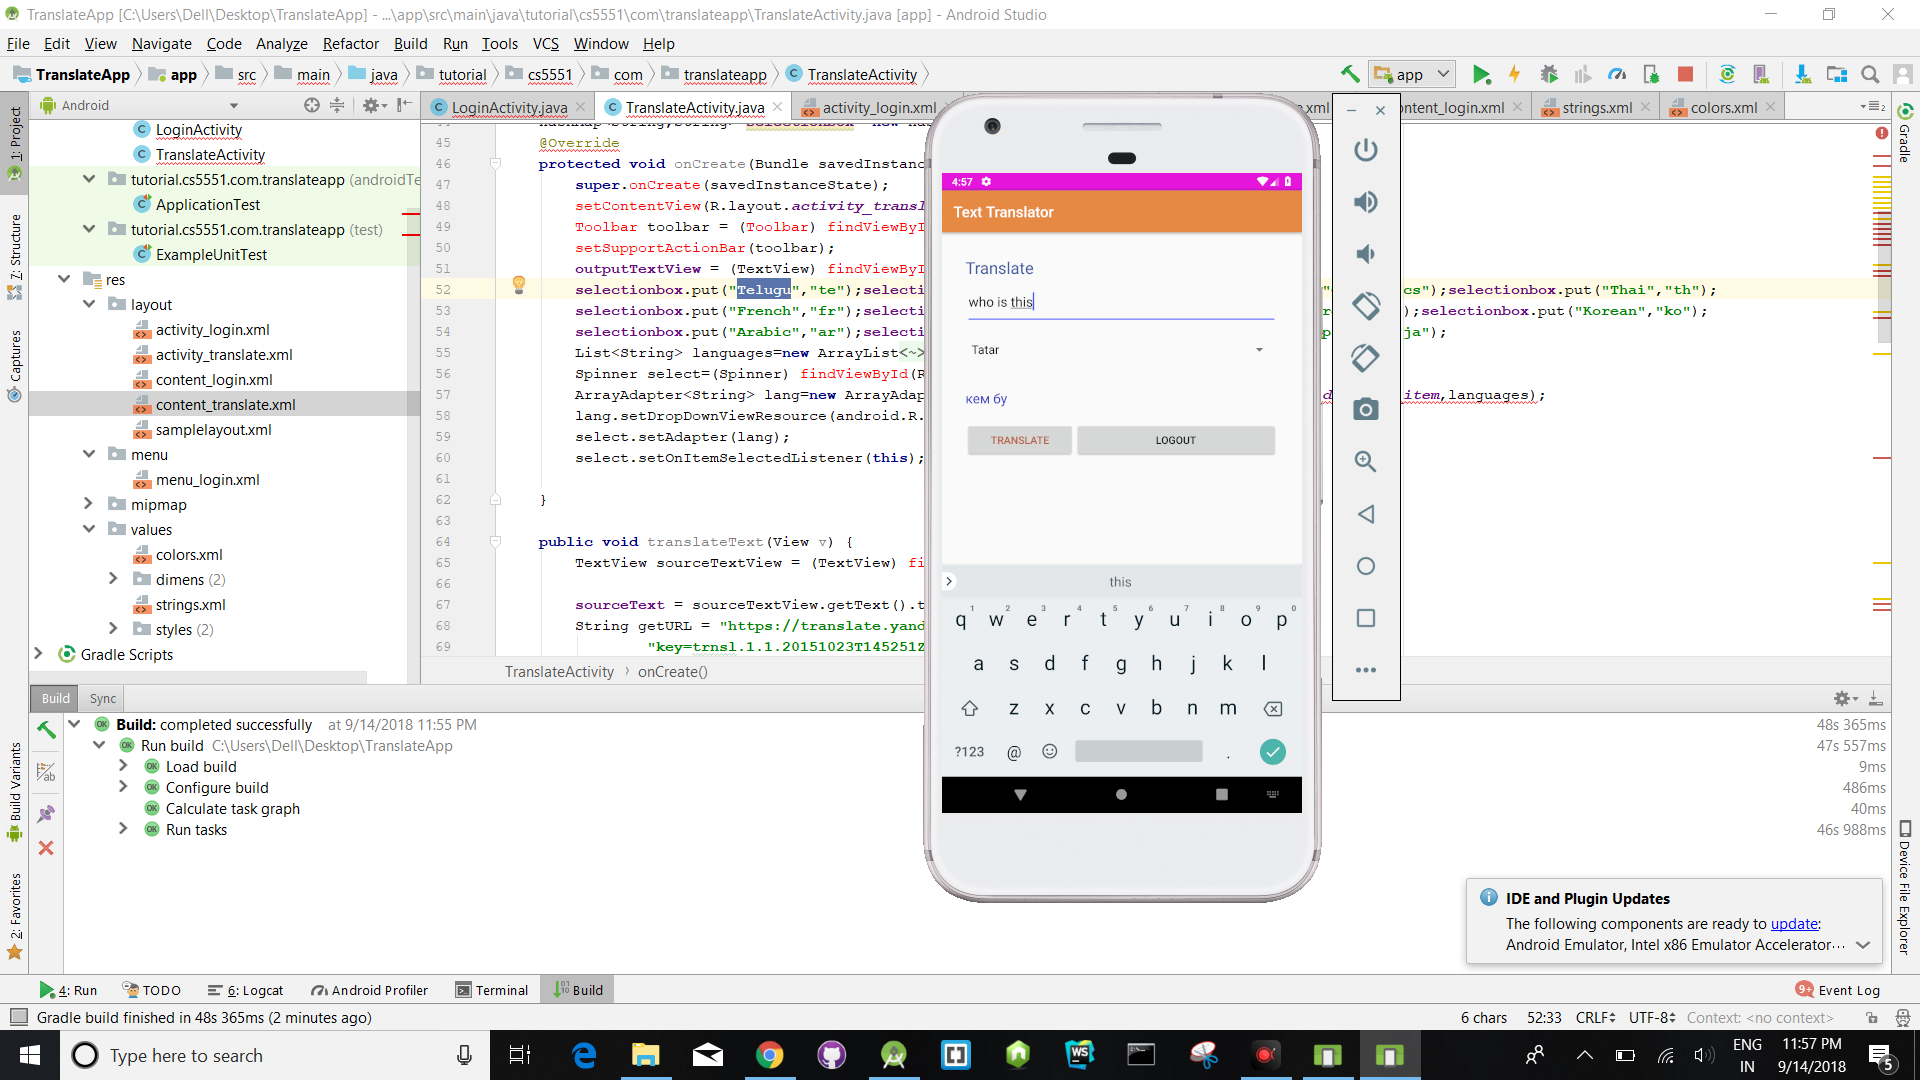 TranslateApp [C:\Users\Dell\Desktop\TranslateApp] - ...\app\src\main\java\tutorial\cs5551\com\translateapp\TranslateActivity.java [app] - Android Studio
File Edit View Navigate Code Analyze Refactor Build Run Tools VCS Window Help
TranslateApp app src main java tutorial cs5551 com translateapp TranslateActivity
app
Android
LoginActivity.java TranslateActivity.java activity_login.xml content_login.xml strings.xml colors.xml
1: Project
7: Structure
Captures
Build Variants
2: Favorites
LoginActivity
TranslateActivity
tutorial.cs5551.com.translateapp (androidTe
ApplicationTest
tutorial.cs5551.com.translateapp (test)
ExampleUnitTest
res
layout
activity_login.xml
activity_translate.xml
content_login.xml
content_translate.xml
samplelayout.xml
menu
menu_login.xml
mipmap
values
colors.xml
dimens (2)
strings.xml
styles (2)
Gradle Scripts
45 @Override
46 protected void onCreate(Bundle savedInstance
47 super.onCreate(savedInstanceState);
48 setContentView(R.layout.activity_transl
49 Toolbar toolbar = (Toolbar) findViewByI
50 setSupportActionBar(toolbar);
51 outputTextView = (TextView) findViewByI
52 selectionbox.put("Telugu","te");selecti cs");selectionbox.put("Thai","th");
53 selectionbox.put("French","fr");selecti );selectionbox.put("Korean","ko");
54 selectionbox.put("Arabic","ar");selecti ja");
55 List<String> languages=new ArrayList<~>
56 Spinner select=(Spinner) findViewById(R
57 ArrayAdapter<String> lang=new ArrayAdap item,languages);
58 lang.setDropDownViewResource(android.R.
59 select.setAdapter(lang);
60 select.setOnItemSelectedListener(this);
61
62 }
63
64 public void translateText(View v) {
65 TextView sourceTextView = (TextView) fi
66
67 sourceText = sourceTextView.getText().t
68 String getURL = "https://translate.yand
69 "key=trnsl.1.1.20151023T145251Z
TranslateActivity › onCreate()
4:57
Text Translator
Translate
who is this
Tatar
кем бу
TRANSLATE LOGOUT
this
1 2 3 4 5 6 7 8 9 0
q w e r t y u i o p
a s d f g h j k l
z x c v b n m
?123 @ .
Gradle
Device File Explorer
Build Sync
Build: completed successfully at 9/14/2018 11:55 PM 48s 365ms
Run build C:\Users\Dell\Desktop\TranslateApp 47s 557ms
Load build 9ms
Configure build 486ms
Calculate task graph 40ms
Run tasks 46s 988ms
IDE and Plugin Updates
The following components are ready to update:
Android Emulator, Intel x86 Emulator Accelerator...
4: Run TODO 6: Logcat Android Profiler Terminal Build 9+ Event Log
Gradle build finished in 48s 365ms (2 minutes ago) 6 chars 52:33 CRLF UTF-8 Context: <no context>
Type here to search
ENG
IN
11:57 PM
9/14/2018
5